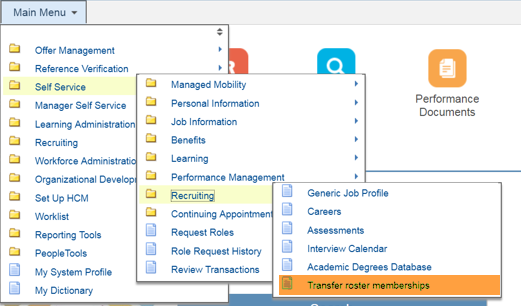 Main Menu
Offer Management
Reference Verification
Self Service
Manager Self Service
Learning Administration
Recruiting
Workforce Administration
Organizational Develop
Set Up HCM
Worklist
Reporting Tools
PeopleTools
My System Profile
My Dictionary
Managed Mobility
Personal Information
Job Information
Benefits
Learning
Performance Management
Recruiting
Continuing Appointment
Request Roles
Role Request History
Review Transactions
Generic Job Profile
Careers
Assessments
Interview Calendar
Academic Degrees Database
Transfer roster memberships
Performance
Documents